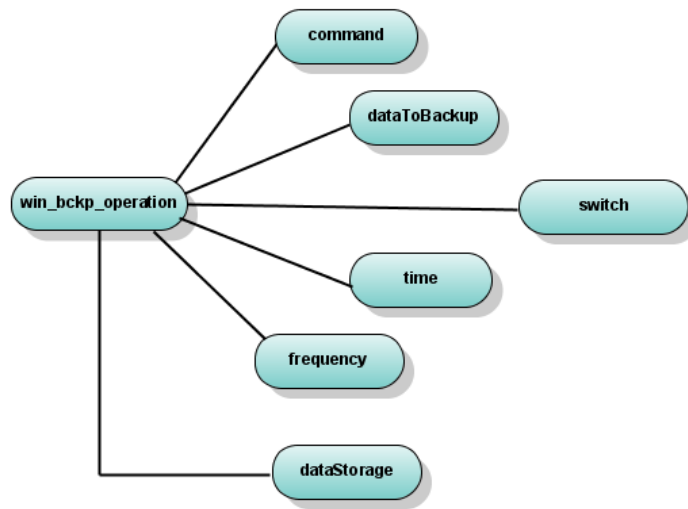 command
dataToBackup
win_bckp_operation
switch
time
frequency
dataStorage